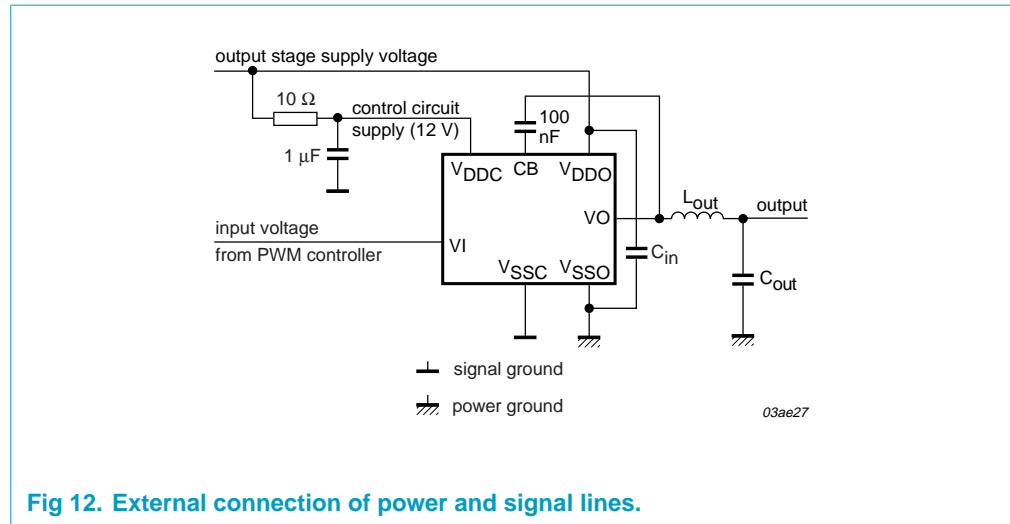 output stage supply voltage
10 Ω
control circuit
supply (12 V)
100
nF
1 μF
VDDC
CB
VDDO
VO
Lout
output
input voltage
from PWM controller
VI
Cin
VSSC
VSSO
Cout
signal ground
power ground
03ae27
Fig 12. External connection of power and signal lines.